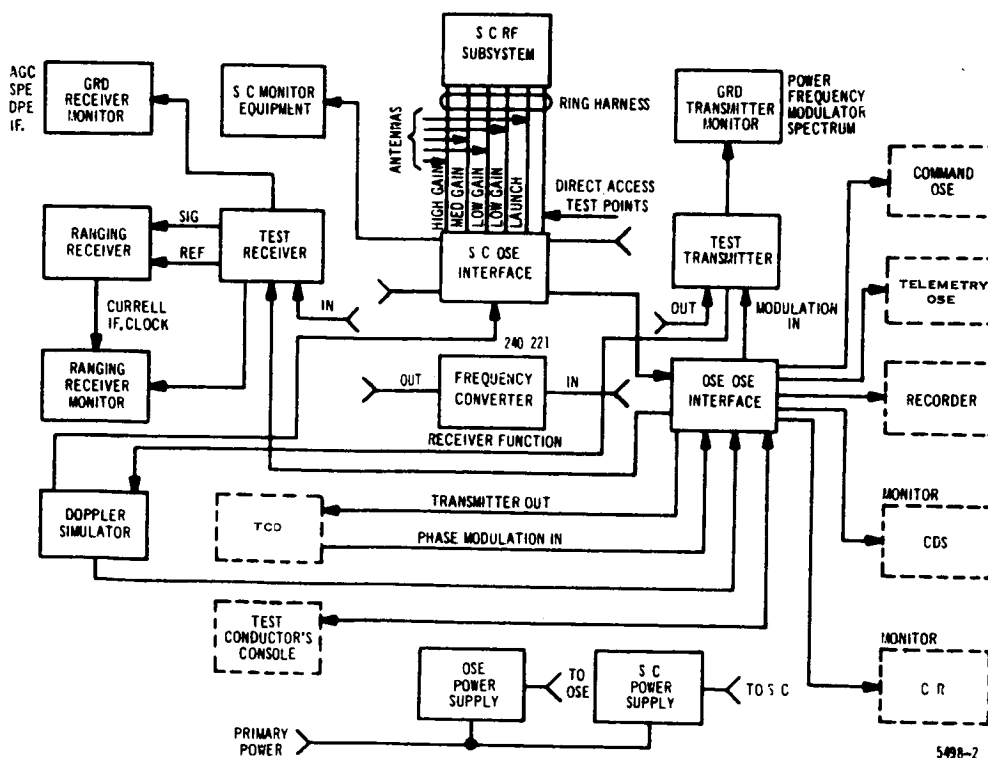 S C RF
SUBSYSTEM
AGC
SPE
DPE
IF.
GRD
RECEIVER
MONITOR
S C MONITOR
EQUIPMENT
RING HARNESS
ANTENNAS
HIGH GAIN
MED GAIN
LOW GAIN
LOW GAIN
LAUNCH
DIRECT ACCESS
TEST POINTS
GRD
TRANSMITTER
MONITOR
POWER
FREQUENCY
MODULATOR
SPECTRUM
COMMAND
OSE
RANGING
RECEIVER
SIG
REF
TEST
RECEIVER
S C OSE
INTERFACE
TEST
TRANSMITTER
TELEMETRY
OSE
CURRELL
IF. CLOCK
IN
OUT
MODULATION
IN
RANGING
RECEIVER
MONITOR
240 221
OUT
FREQUENCY
CONVERTER
IN
OSE OSE
INTERFACE
RECORDER
RECEIVER FUNCTION
DOPPLER
SIMULATOR
TCD
TRANSMITTER OUT
PHASE MODULATION IN
MONITOR
CDS
TEST
CONDUCTOR'S
CONSOLE
MONITOR
C R
OSE
POWER
SUPPLY
TO
OSE
S C
POWER
SUPPLY
TO S C
PRIMARY
POWER
5498-2